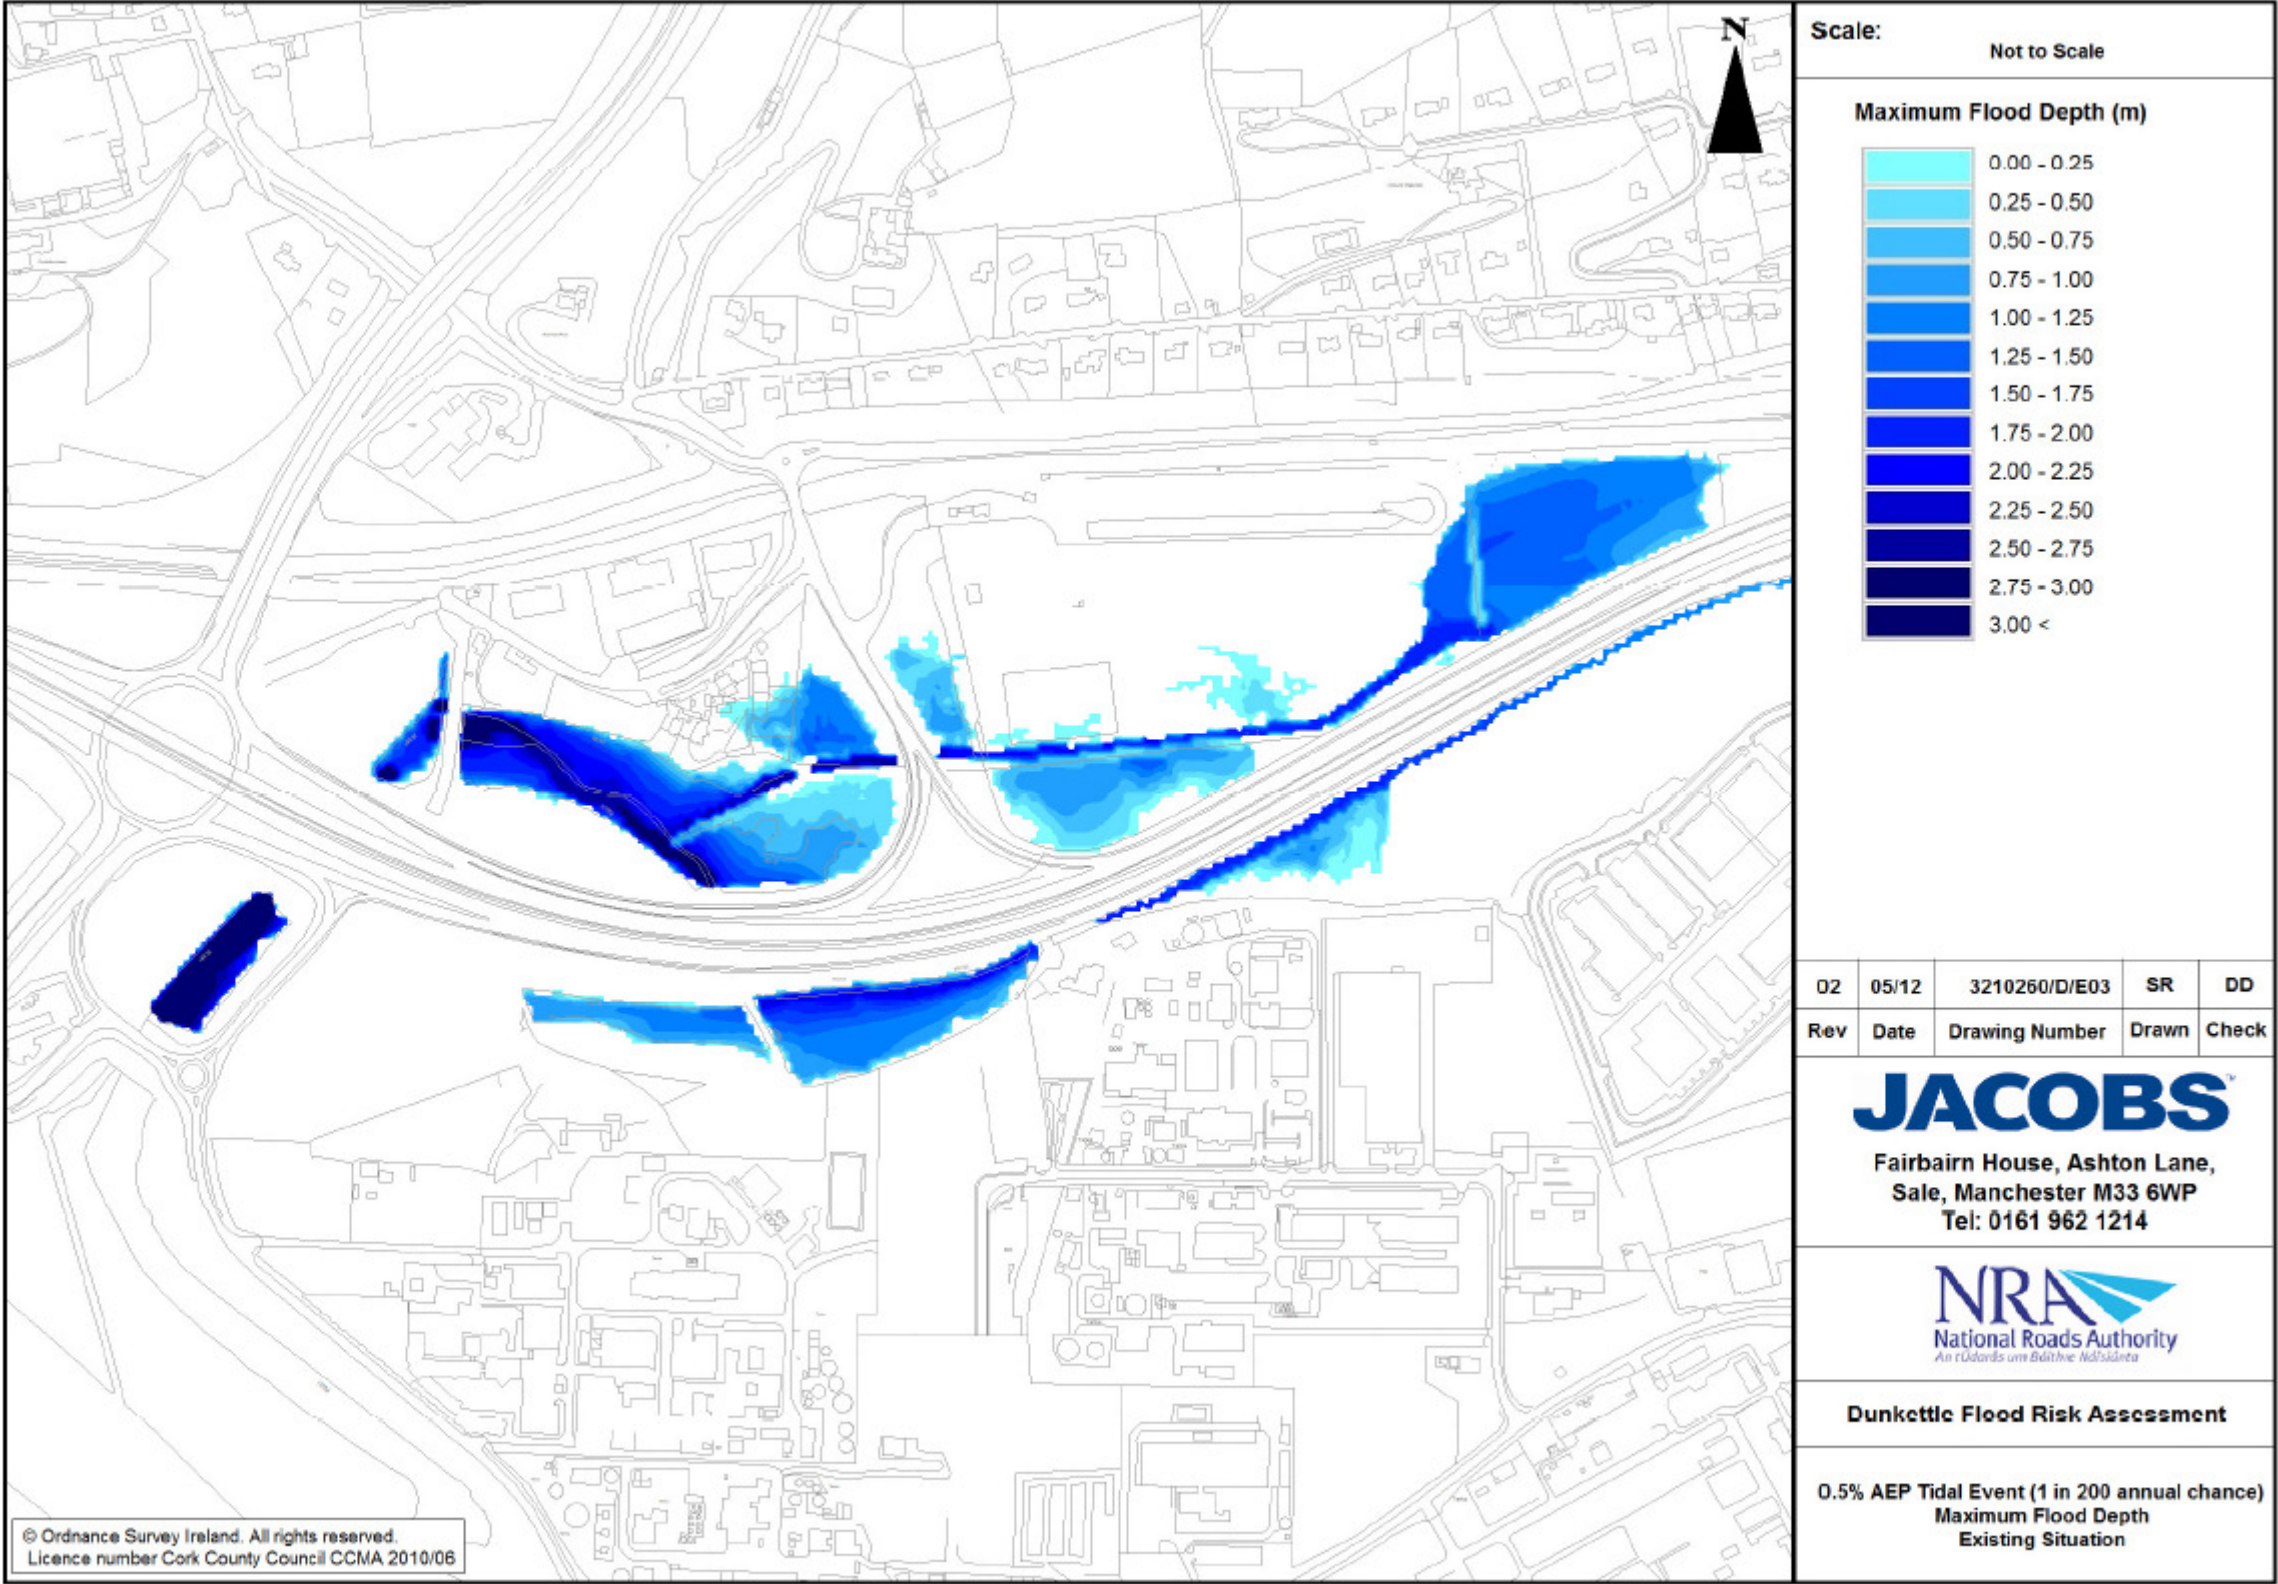 N
Scale:
Not to Scale
Maximum Flood Depth (m)
0.00 - 0.25
0.25 - 0.50
0.50 - 0.75
0.75 - 1.00
1.00 - 1.25
1.25 - 1.50
1.50 - 1.75
1.75 - 2.00
2.00 - 2.25
2.25 - 2.50
2.50 - 2.75
2.75 - 3.00
3.00 <
02 05/12 3210260/D/E03 SR DD
Rev Date Drawing Number Drawn Check
JACOBS
Fairbairn House, Ashton Lane,
Sale, Manchester M33 6WP
Tel: 0161 962 1214
NRA
National Roads Authority
An tÚdarás um Bóithre Náisiúnta
Dunkettle Flood Risk Assessment
0.5% AEP Tidal Event (1 in 200 annual chance)
Maximum Flood Depth
Existing Situation
© Ordnance Survey Ireland. All rights reserved.
Licence number Cork County Council CCMA 2010/06